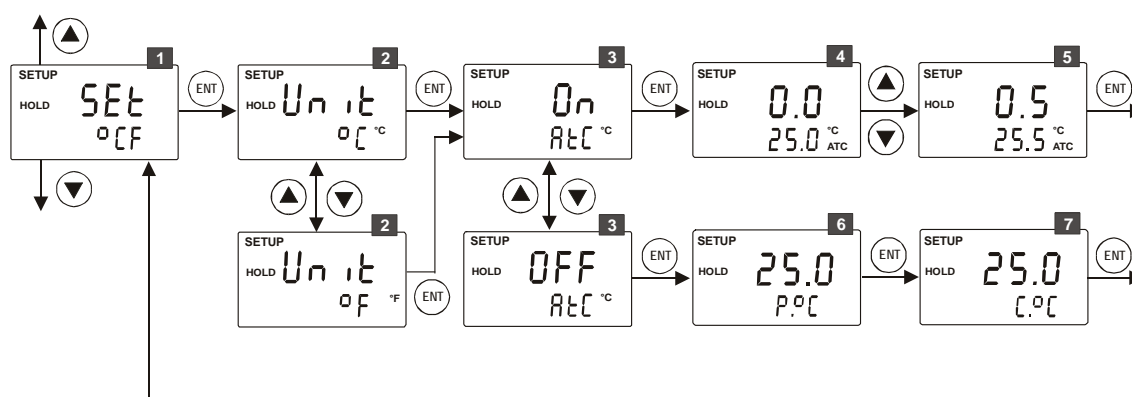 1
SETUP
HOLD
SEt
°CF
ENT
2
SETUP
HOLD
Unit
°C °C
ENT
3
SETUP
HOLD
On
AtC °C
ENT
4
SETUP
HOLD
0.0
25.0 °C
ATC
5
SETUP
HOLD
0.5
25.5 °C
ATC
ENT
2
SETUP
HOLD
Unit
°F °F
ENT
3
SETUP
HOLD
OFF
AtC °C
ENT
6
SETUP
HOLD
25.0
P.°C
ENT
7
SETUP
HOLD
25.0
C.°C
ENT